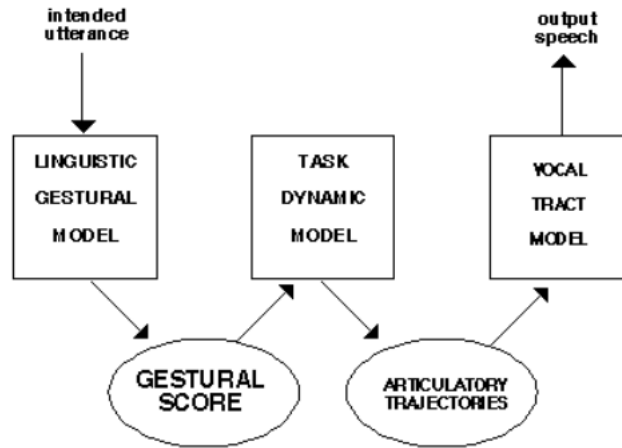 intended
utterance
output
speech
LINGUISTIC
GESTURAL
MODEL
TASK
DYNAMIC
MODEL
VOCAL
TRACT
MODEL
GESTURAL
SCORE
ARTICULATORY
TRAJECTORIES